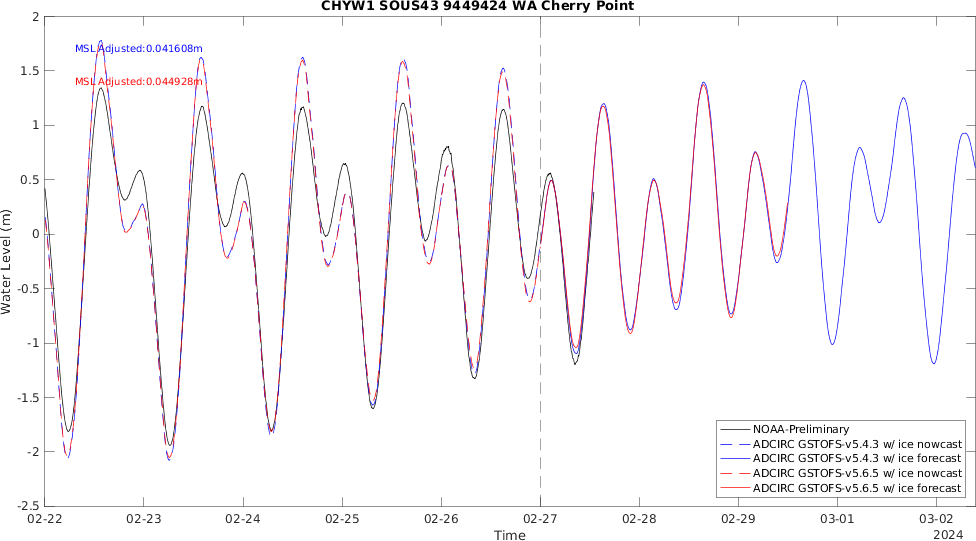 CHYW1 SOUS43 9449424 WA Cherry Point
2
1.5
1
0.5
0
-0.5
-1
-1.5
-2
-2.5
Water Level (m)
MSL Adjusted:0.041608m
MSL Adjusted:0.044928m
NOAA-Preliminary
ADCIRC GSTOFS-v5.4.3 w/ ice nowcast
ADCIRC GSTOFS-v5.4.3 w/ ice forecast
ADCIRC GSTOFS-v5.6.5 w/ ice nowcast
ADCIRC GSTOFS-v5.6.5 w/ ice forecast
02-22 02-23 02-24 02-25 02-26 02-27 02-28 02-29 03-01 03-02
Time
2024